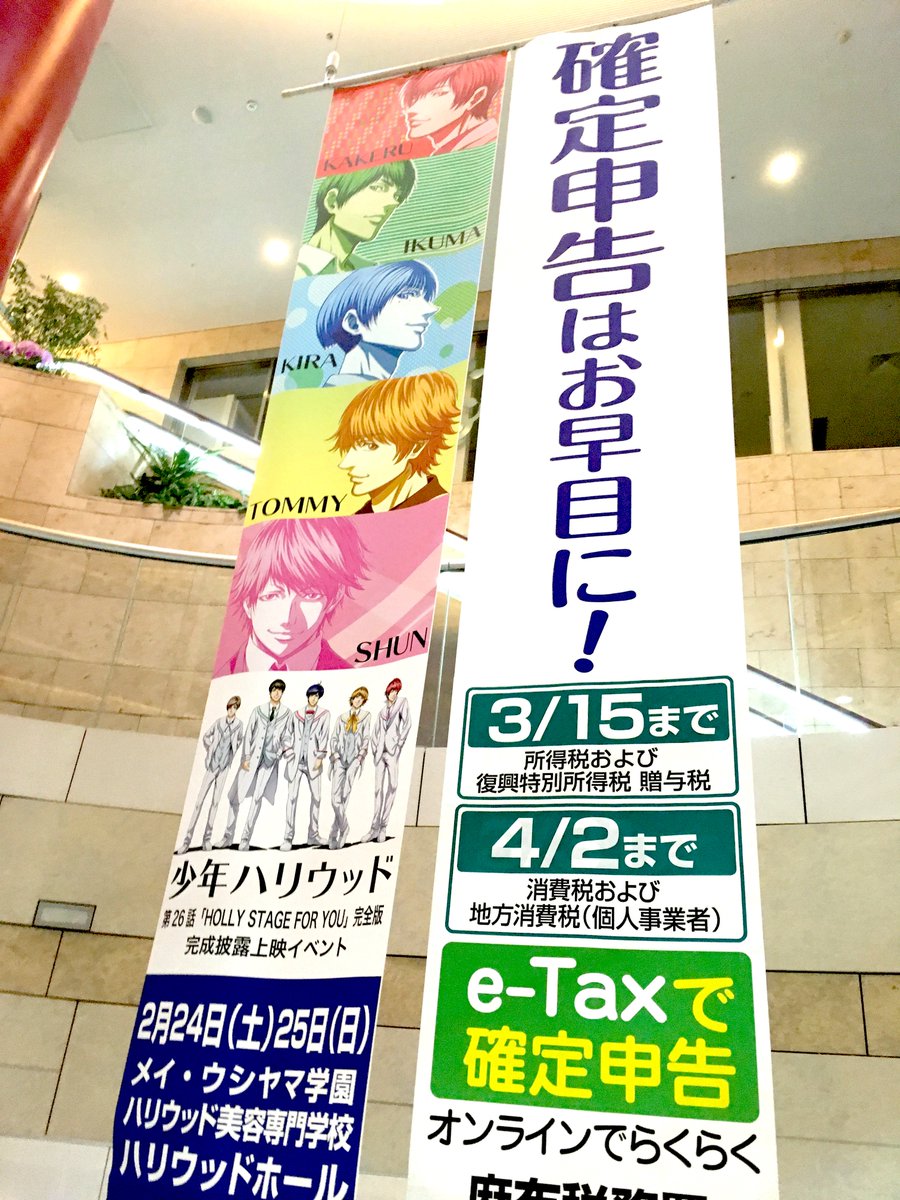 KAKERU
IKUMA
KIRA
TOMMY
SHUN
少年ハリウッド
第26話「HOLLY STAGE FOR YOU」完全版
完成披露上映イベント
2月24日(土)25日(日)
メイ・ウシヤマ学園
ハリウッド美容専門学校
ハリウッドホール
確定申告はお早目に!
3/15まで
所得税および
復興特別所得税 贈与税
4/2まで
消費税および
地方消費税(個人事業者)
e-Taxで
確定申告
オンラインでらくらく
麻布税務署